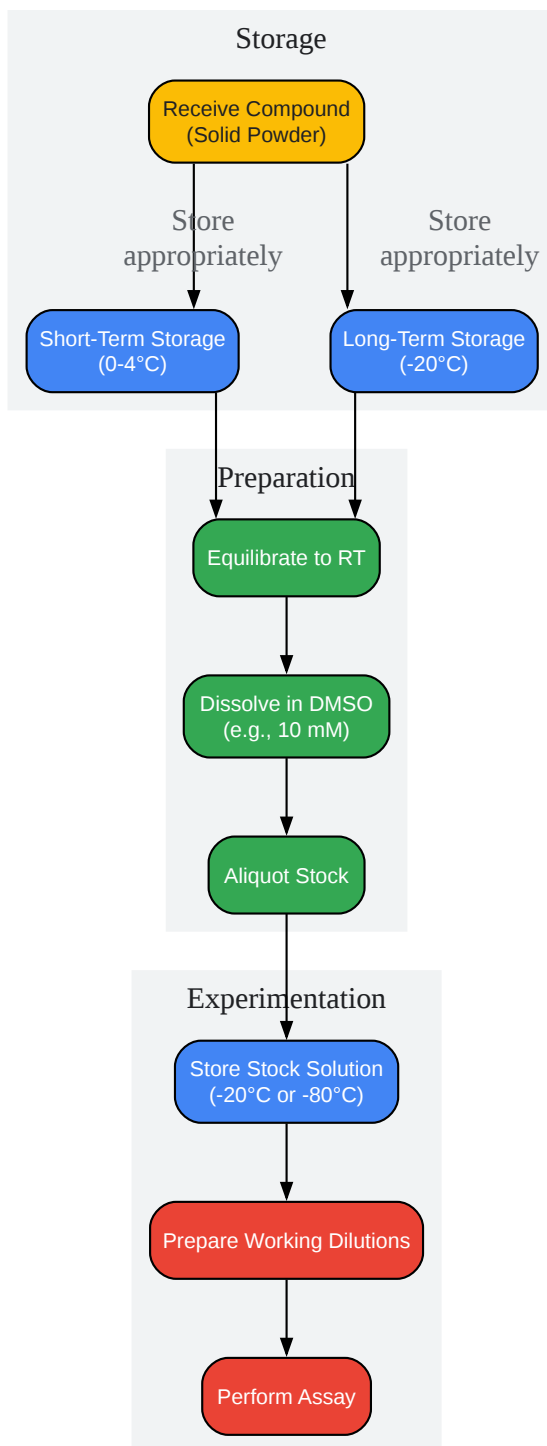 Storage
Receive Compound
(Solid Powder)
Store
appropriately
Store
appropriately
Short-Term Storage
(0-4°C)
Long-Term Storage
(-20°C)
Preparation
Equilibrate to RT
Dissolve in DMSO
(e.g., 10 mM)
Aliquot Stock
Experimentation
Store Stock Solution
(-20°C or -80°C)
Prepare Working Dilutions
Perform Assay